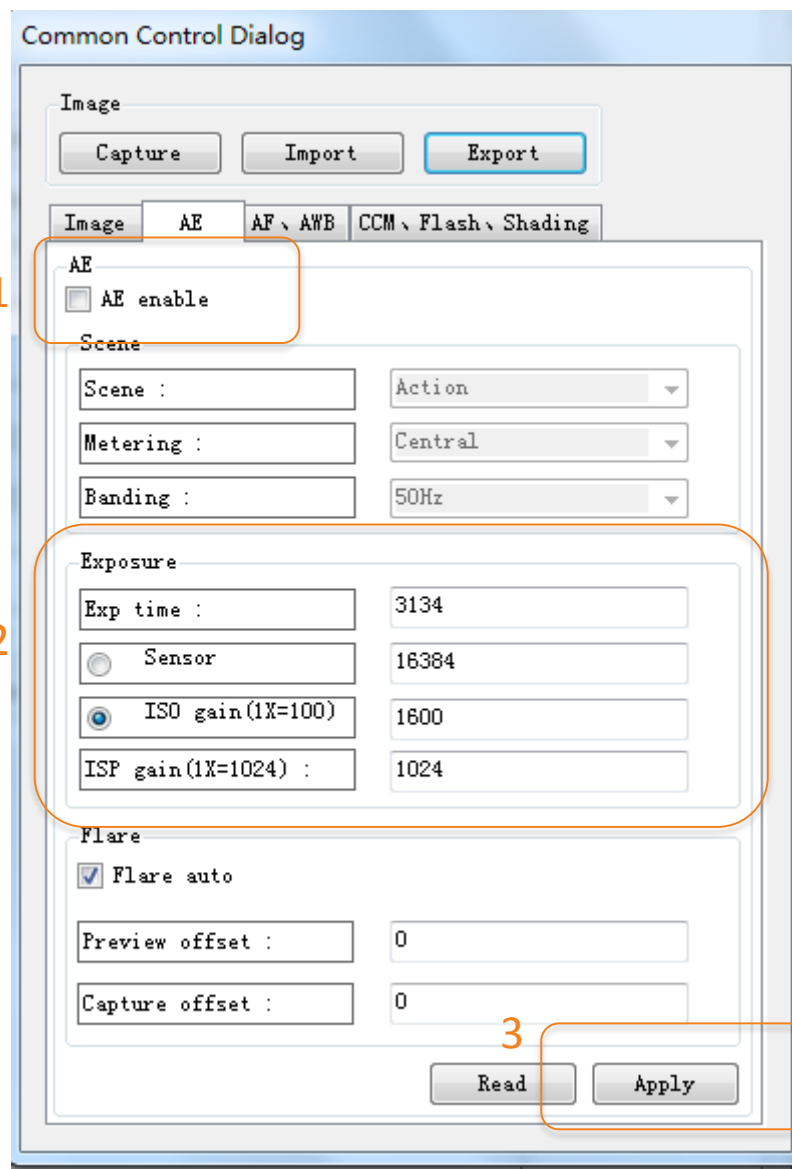 Common Control Dialog
Image
Capture Import Export
Image AE AF、AWB CCM、Flash、Shading
AE
1
AE enable
Scene
Scene : Action
Metering : Central
Banding : 50Hz
Exposure
Exp time : 3134
2
Sensor 16384
ISO gain(1X=100) 1600
ISP gain(1X=1024) : 1024
Flare
Flare auto
Preview offset : 0
Capture offset : 0
3
Read Apply